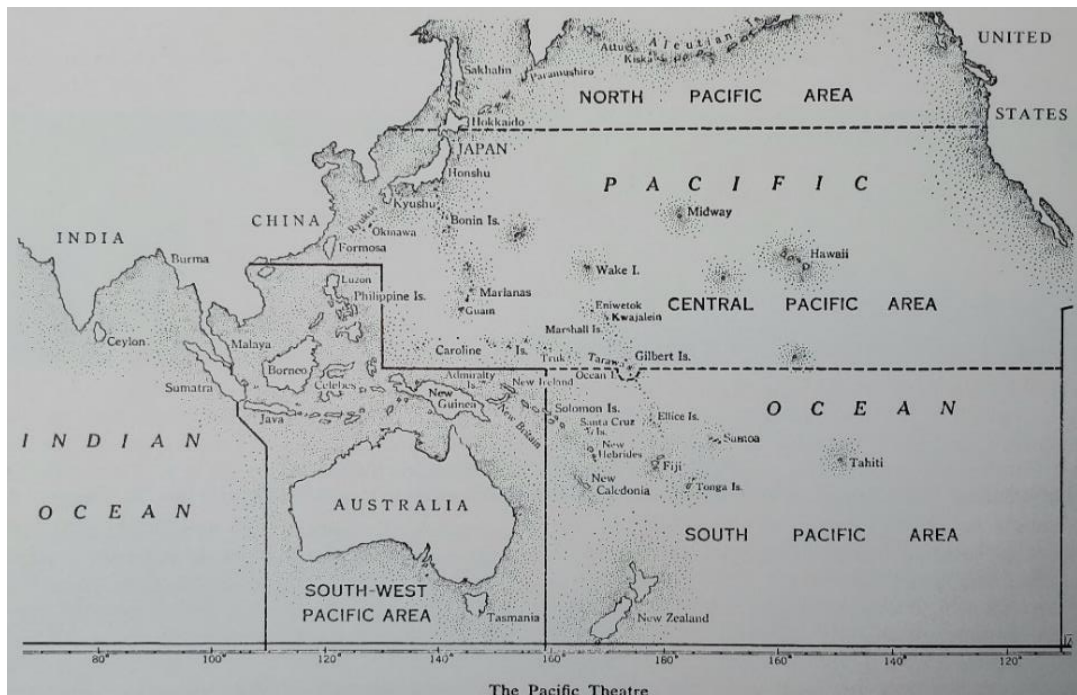 Attu
Aleutian
Kiska
UNITED
Sakhalin
Paramushiro
NORTH PACIFIC AREA
STATES
Hokkaido
JAPAN
Honshu
PACIFIC
Kyushu
Midway
CHINA
Ryukus
Bonin Is.
INDIA
Okinawa
Formosa
Hawaii
Burma
Wake I.
Luzon
Philippine Is.
Marianas
Eniwetok
CENTRAL PACIFIC AREA
Guam
Kwajalein
Marshall Is.
Ceylon
Malaya
Caroline Is.
Truk
Tarawa
Gilbert Is.
Borneo
Celebes
Admiralty
Is.
Ocean I.
Sumatra
New Ireland
New
Guinea
Java
New Britain
Solomon Is.
OCEAN
Santa Cruz
Is.
Ellice Is.
INDIAN
New
Hebrides
Samoa
Fiji
Tahiti
New
Caledonia
Tonga Is.
OCEAN
AUSTRALIA
SOUTH PACIFIC AREA
SOUTH-WEST
PACIFIC AREA
Tasmania
New Zealand
80° 100° 120° 140° 160° 180° 160° 140° 120°
The Pacific Theatre